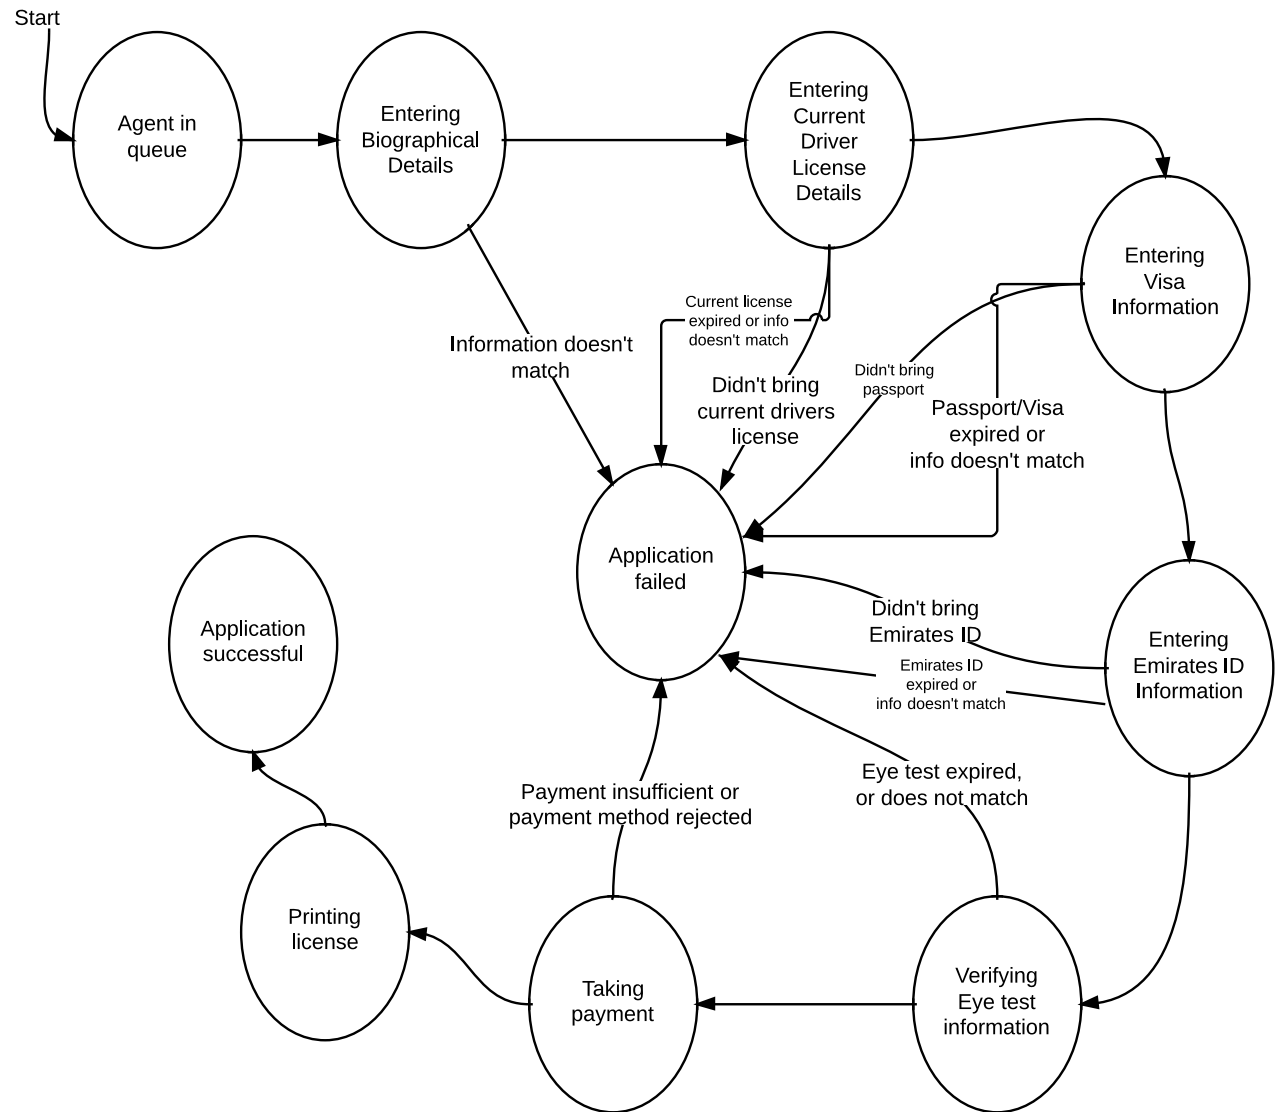 Start
Agent in
queue
Entering
Biographical
Details
Entering
Current
Driver
License
Details
Entering
Visa
Information
Information doesn't
match
Current license
expired or info
doesn't match
Didn't bring
current drivers
license
Didn't bring
passport
Passport/Visa
expired or
info doesn't match
Application
failed
Didn't bring
Emirates ID
Emirates ID
expired or
info doesn't match
Entering
Emirates ID
Information
Application
successful
Payment insufficient or
payment method rejected
Eye test expired,
or does not match
Printing
license
Taking
payment
Verifying
Eye test
information